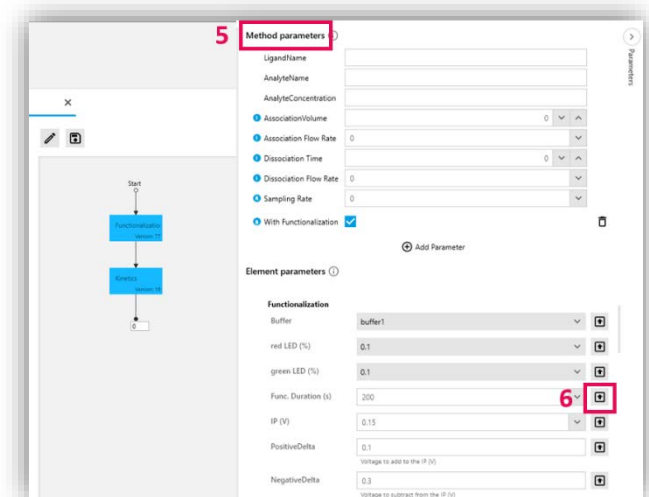 5 Method parameters
Parameters
LigandName
AnalyteName
AnalyteConcentration
AssociationVolume 0
Association Flow Rate 0
Dissociation Time 0
Dissociation Flow Rate 0
Sampling Rate 0
With Functionalization
Add Parameter
Start
Functionalization
Version: 77
Kinetics
0
Element parameters
Functionalization
Buffer buffer1
red LED (%) 0.1
green LED (%) 0.1
Func. Duration (s) 200 6
IP (V) 0.15
PositiveDelta 0.1
Voltage to add to the IP (V)
NegativeDelta 0.3
Voltage to subtract from the IP (V)